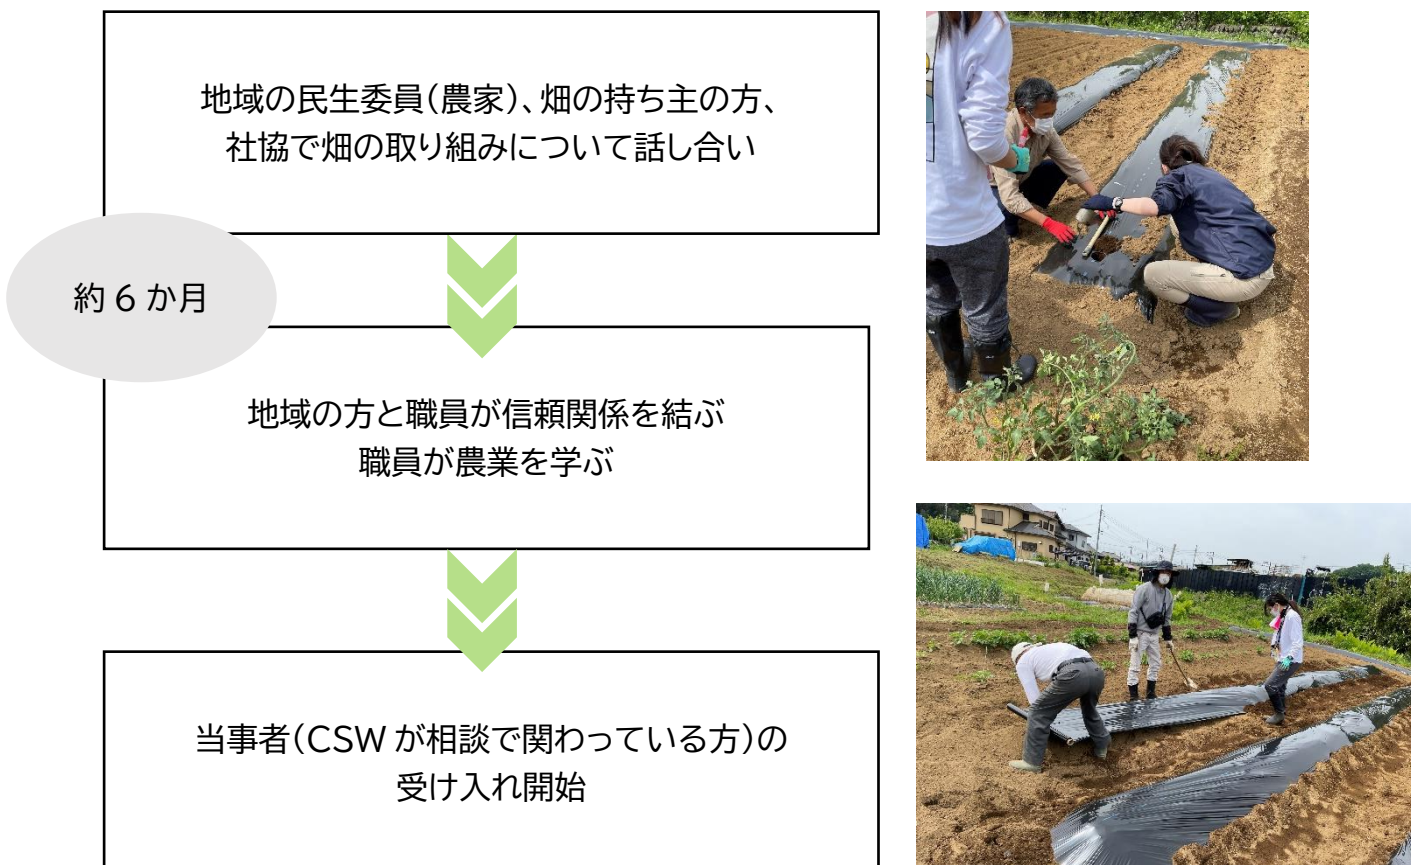 地域の民生委員(農家)、畑の持ち主の方、
社協で畑の取り組みについて話し合い
約6か月
地域の方と職員が信頼関係を結ぶ
職員が農業を学ぶ
当事者(CSWが相談で関わっている方)の
受け入れ開始